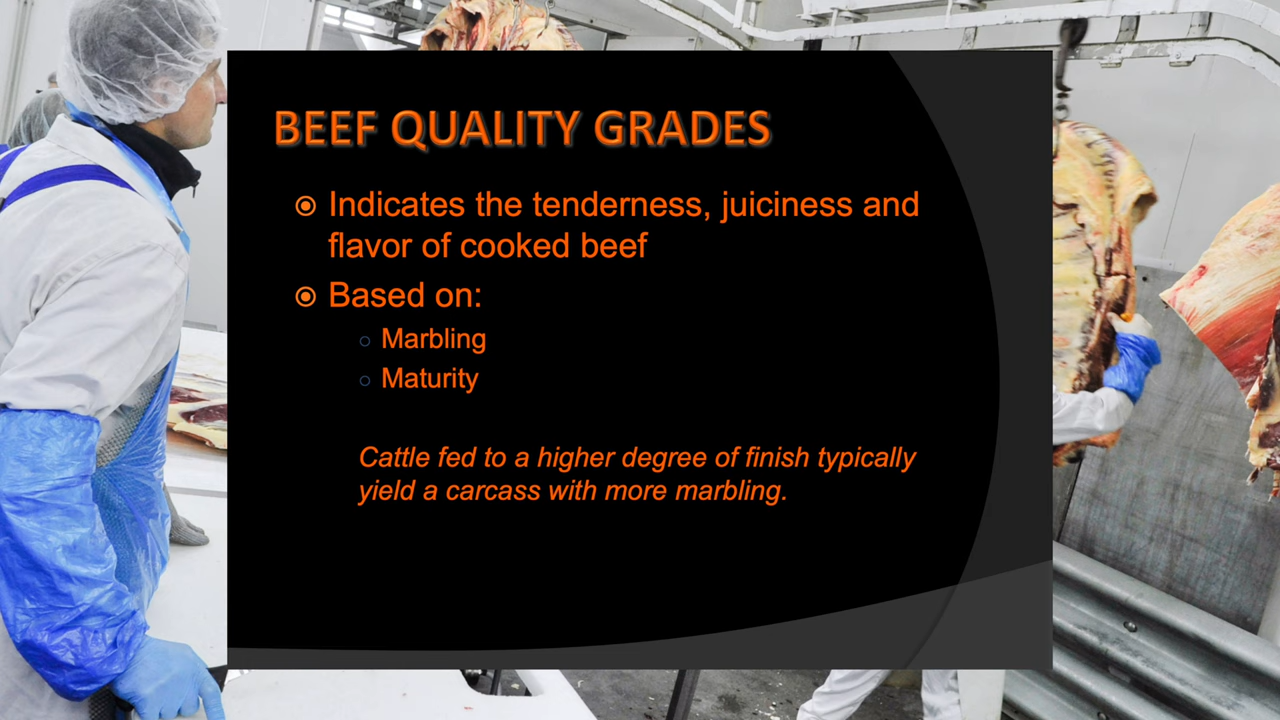 BEEF QUALITY GRADES
Indicates the tenderness, juiciness and
flavor of cooked beef
Based on:
Marbling
Maturity
Cattle fed to a higher degree of finish typically
yield a carcass with more marbling.